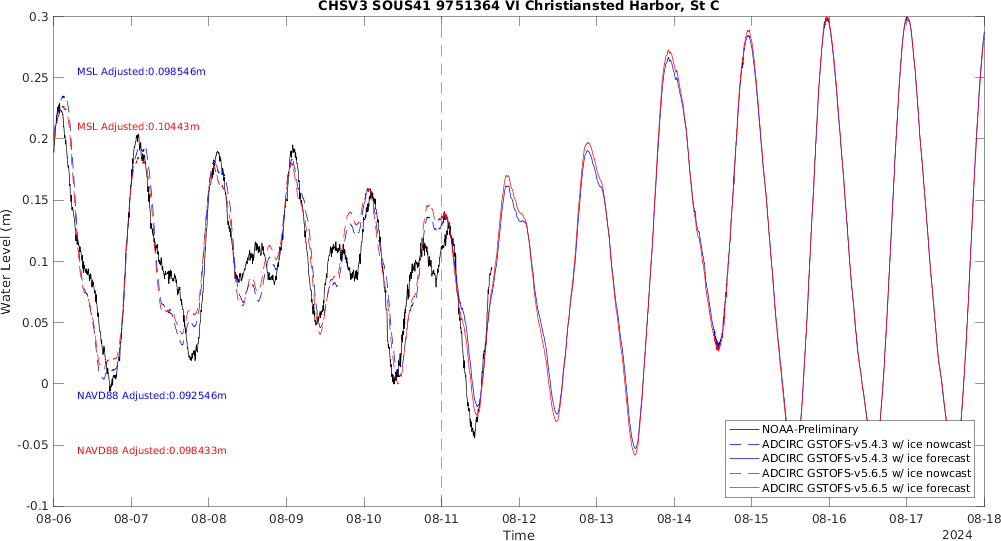 CHSV3 SOUS41 9751364 VI Christiansted Harbor, St C
0.3
0.25
0.2
0.15
0.1
0.05
0
-0.05
-0.1
Water Level (m)
MSL Adjusted:0.098546m
MSL Adjusted:0.10443m
NAVD88 Adjusted:0.092546m
NAVD88 Adjusted:0.098433m
NOAA-Preliminary
ADCIRC GSTOFS-v5.4.3 w/ ice nowcast
ADCIRC GSTOFS-v5.4.3 w/ ice forecast
ADCIRC GSTOFS-v5.6.5 w/ ice nowcast
ADCIRC GSTOFS-v5.6.5 w/ ice forecast
08-06 08-07 08-08 08-09 08-10 08-11 08-12 08-13 08-14 08-15 08-16 08-17 08-18
Time
2024